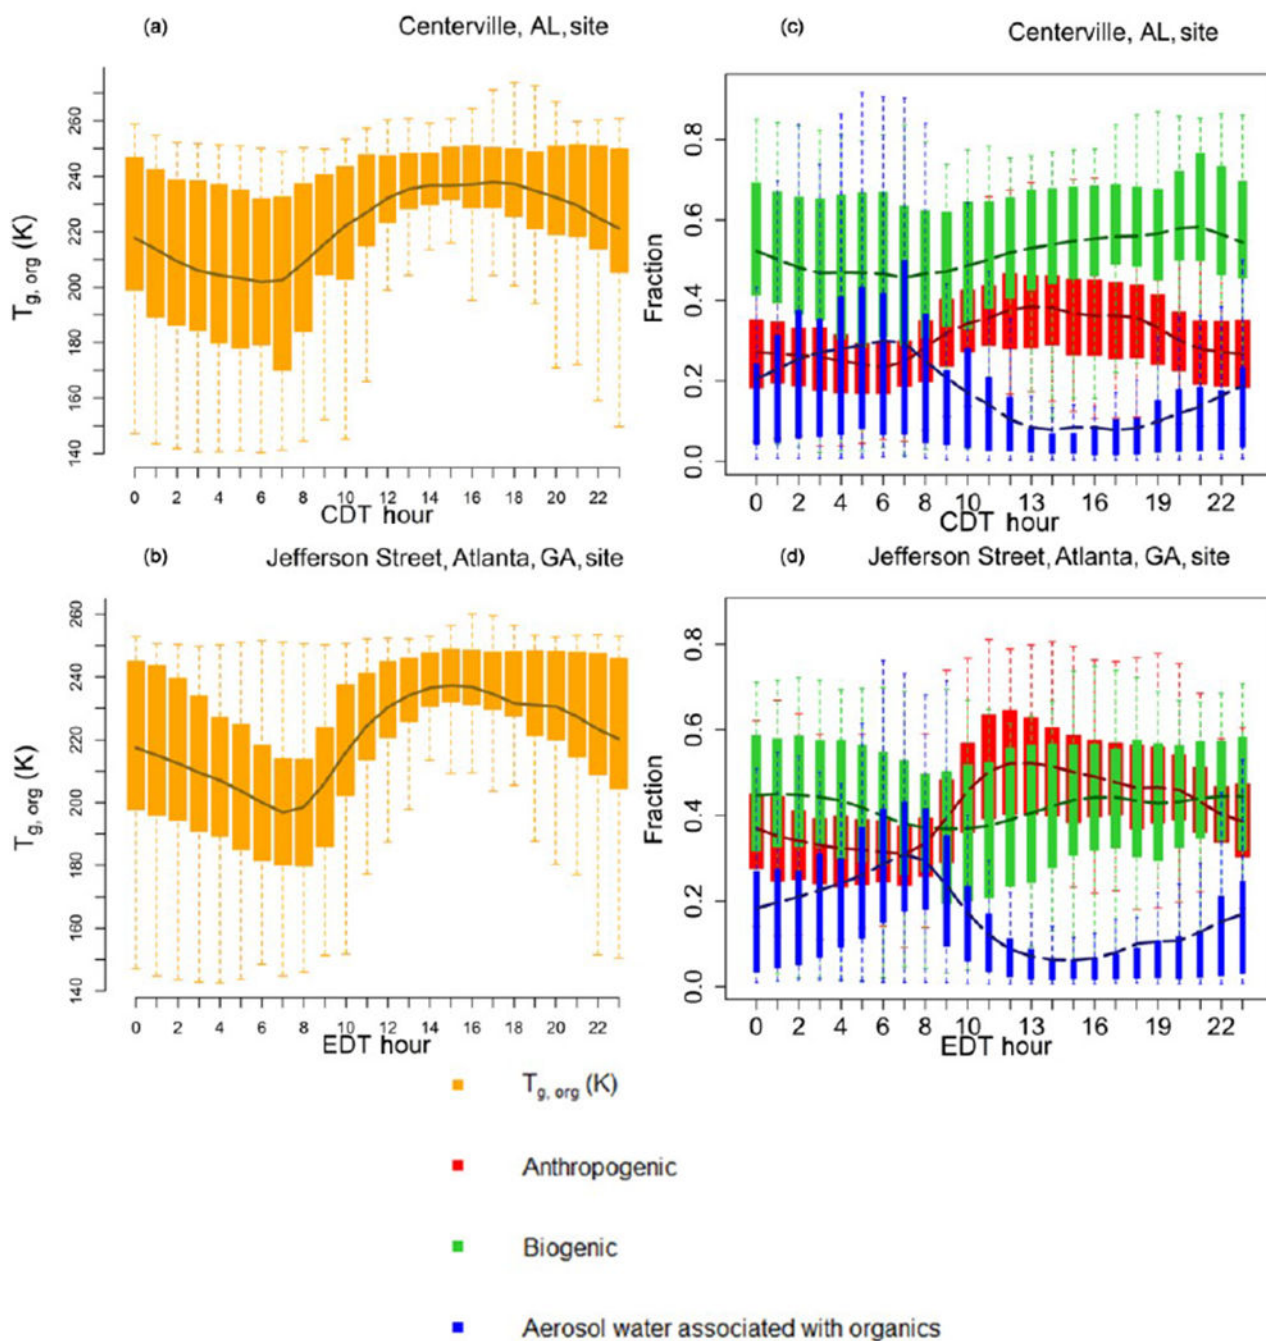 (a) Centerville, AL, site
T g, org (K)
260
240
220
200
180
160
140
0 2 4 6 8 10 12 14 16 18 20 22
CDT hour
(c) Centerville, AL, site
Fraction
0.8
0.6
0.4
0.2
0.0
0 2 4 6 8 10 13 16 19 22
CDT hour
(b) Jefferson Street, Atlanta, GA, site
T g, org (K)
260
240
220
200
180
160
140
0 2 4 6 8 10 12 14 16 18 20 22
EDT hour
(d) Jefferson Street, Atlanta, GA, site
Fraction
0.8
0.6
0.4
0.2
0.0
0 2 4 6 8 10 13 16 19 22
EDT hour
T g, org (K)
Anthropogenic
Biogenic
Aerosol water associated with organics